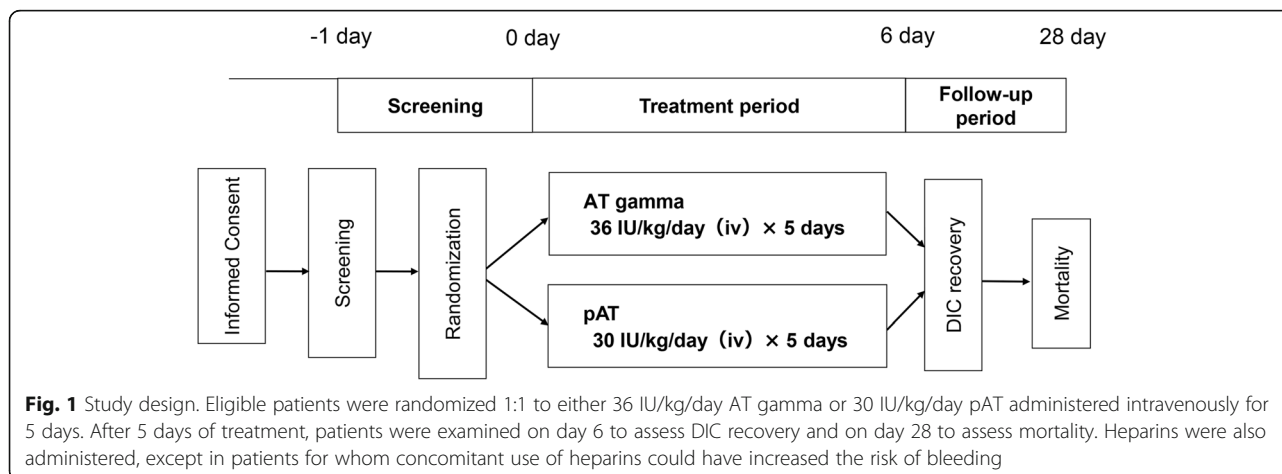 -1 day 0 day 6 day 28 day
Screening Treatment period Follow-up
period
Informed Consent
Screening
Randomization
AT gamma
36 IU/kg/day (iv) × 5 days
pAT
30 IU/kg/day (iv) × 5 days
DIC recovery
Mortality
Fig. 1 Study design. Eligible patients were randomized 1:1 to either 36 IU/kg/day AT gamma or 30 IU/kg/day pAT administered intravenously for
5 days. After 5 days of treatment, patients were examined on day 6 to assess DIC recovery and on day 28 to assess mortality. Heparins were also
administered, except in patients for whom concomitant use of heparins could have increased the risk of bleeding